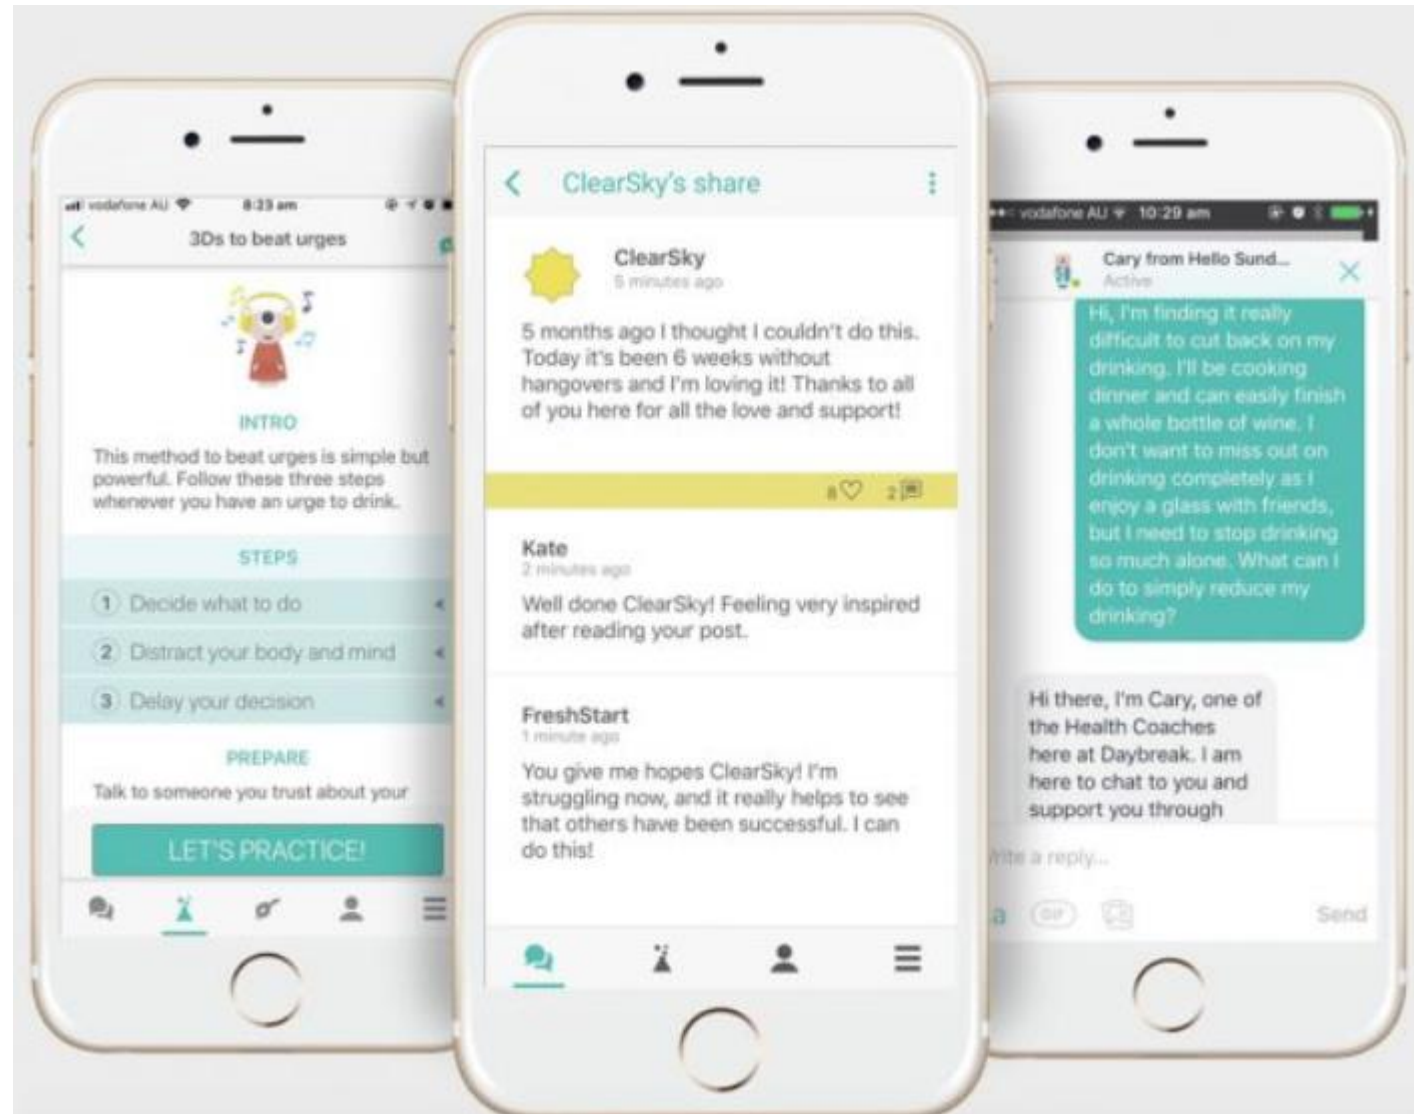 vodafone AU
8:23 am
3Ds to beat urges
INTRO
This method to beat urges is simple but
powerful. Follow these three steps
whenever you have an urge to drink.
STEPS
1 Decide what to do
2 Distract your body and mind
3 Delay your decision
PREPARE
Talk to someone you trust about your
LET'S PRACTICE!
ClearSky's share
ClearSky
5 minutes ago
5 months ago I thought I couldn't do this.
Today it's been 6 weeks without
hangovers and I'm loving it! Thanks to all
of you here for all the love and support!
8
2
Kate
2 minutes ago
Well done ClearSky! Feeling very inspired
after reading your post.
FreshStart
1 minute ago
You give me hopes ClearSky! I'm
struggling now, and it really helps to see
that others have been successful. I can
do this!
vodafone AU
10:29 am
Cary from Hello Sund...
Active
Hi, I'm finding it really
difficult to cut back on my
drinking. I'll be cooking
dinner and can easily finish
a whole bottle of wine. I
don't want to miss out on
drinking completely as I
enjoy a glass with friends,
but I need to stop drinking
so much alone. What can I
do to simply reduce my
drinking?
Hi there, I'm Cary, one of
the Health Coaches
here at Daybreak. I am
here to chat to you and
support you through
a reply...
a
GIF
Send